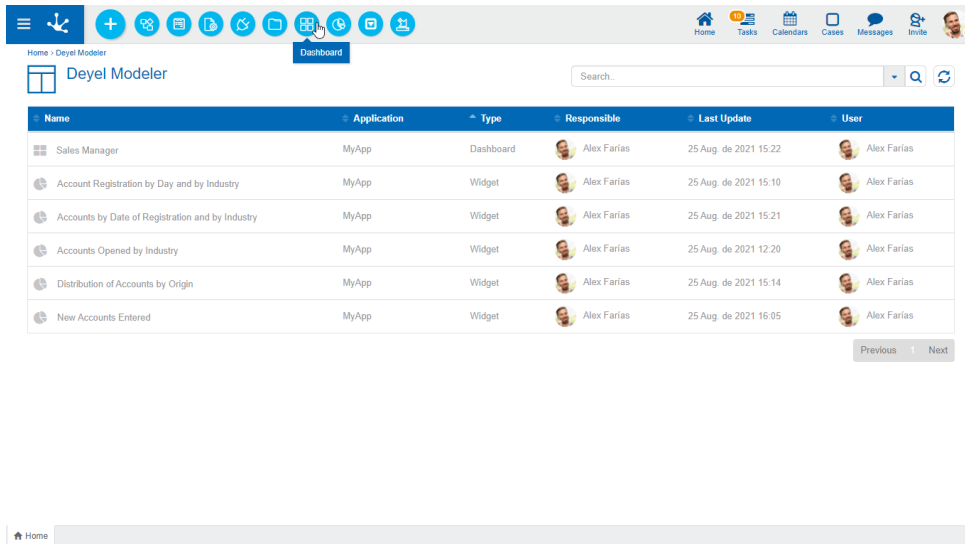 10
Home Tasks Calendars Cases Messages Invite
Dashboard
Home › Deyel Modeler
Deyel Modeler
Search..
Name Application Type Responsible Last Update User
Sales Manager MyApp Dashboard Alex Farías 25 Aug. de 2021 15:22 Alex Farías
Account Registration by Day and by Industry MyApp Widget Alex Farías 25 Aug. de 2021 15:10 Alex Farías
Accounts by Date of Registration and by Industry MyApp Widget Alex Farías 25 Aug. de 2021 15:21 Alex Farías
Accounts Opened by Industry MyApp Widget Alex Farías 25 Aug. de 2021 12:20 Alex Farías
Distribution of Accounts by Origin MyApp Widget Alex Farías 25 Aug. de 2021 15:14 Alex Farías
New Accounts Entered MyApp Widget Alex Farías 25 Aug. de 2021 16:05 Alex Farías
Previous 1 Next
Home